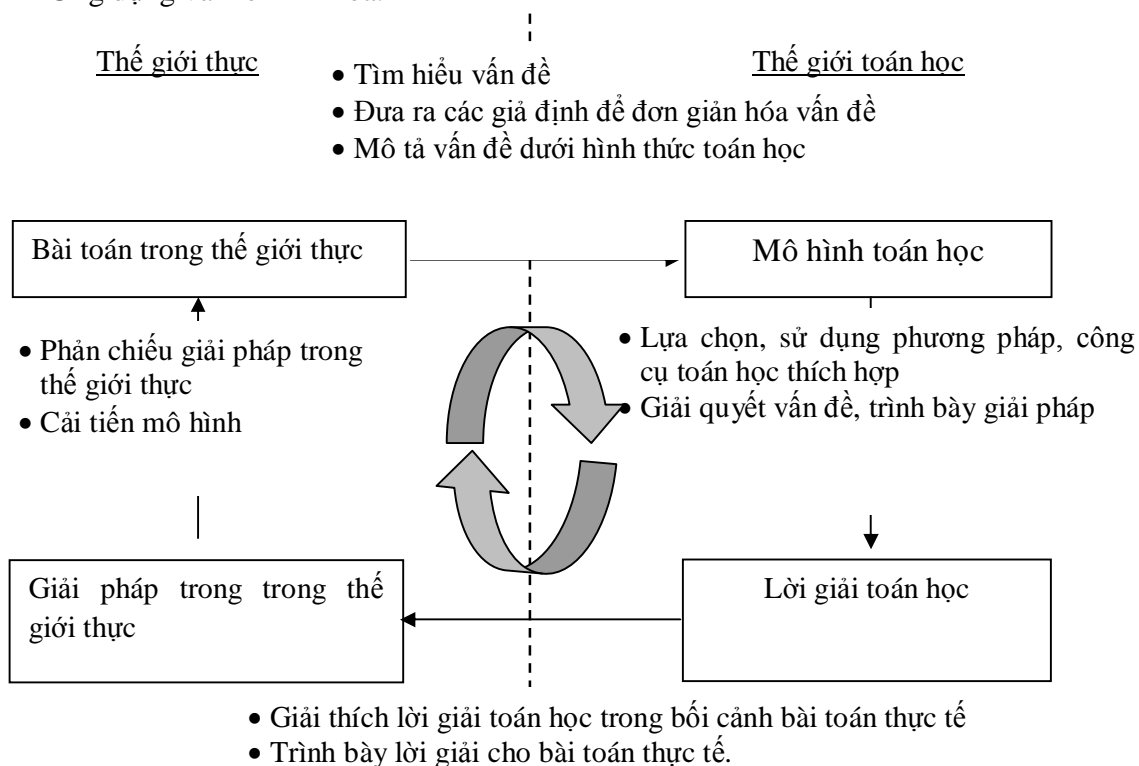 Thế giới thực
Thế giới toán học
• Tìm hiểu vấn đề
• Đưa ra các giả định để đơn giản hóa vấn đề
• Mô tả vấn đề dưới hình thức toán học
Bài toán trong thế giới thực
Mô hình toán học
• Phản chiếu giải pháp trong
thế giới thực
• Cải tiến mô hình
• Lựa chọn, sử dụng phương pháp, công
cụ toán học thích hợp
• Giải quyết vấn đề, trình bày giải pháp
Giải pháp trong trong thế
giới thực
Lời giải toán học
• Giải thích lời giải toán học trong bối cảnh bài toán thực tế
• Trình bày lời giải cho bài toán thực tế.